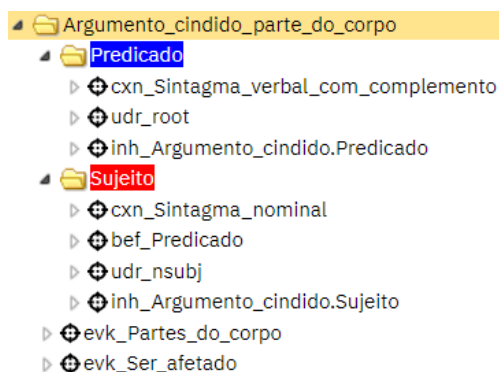 Argumento_cindido_parte_do_corpo
Predicado
cxn_Sintagma_verbal_com_complemento
udr_root
inh_Argumento_cindido.Predicado
Sujeito
cxn_Sintagma_nominal
bef_Predicado
udr_nsubj
inh_Argumento_cindido.Sujeito
evk_Partes_do_corpo
evk_Ser_afetado